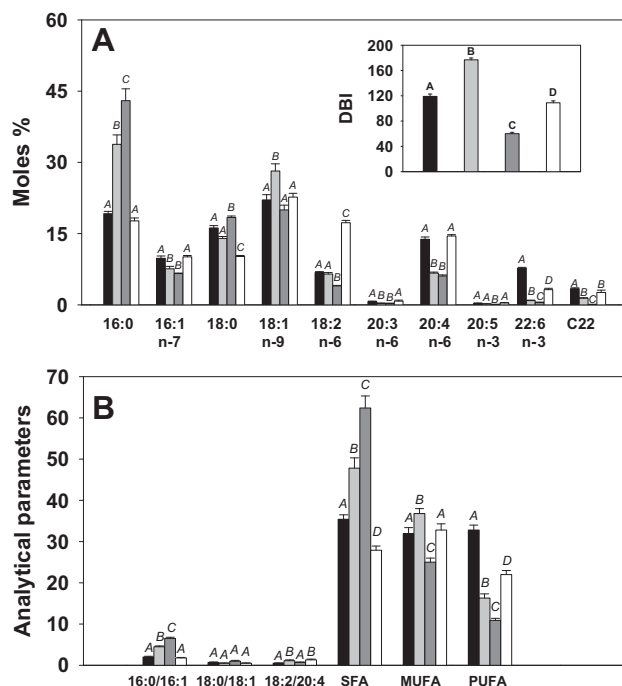 A
Moles %
60
45
30
15
0
A B C A
A B B A
A A B C
A B A A
A A B C
A B B A
A B B A
A B B A
A B C D
A B C B
16:0 16:1 18:0 18:1 18:2 20:3 20:4 20:5 22:6 C22
n-7 n-9 n-6 n-6 n-6 n-3 n-3
DBI
200
160
120
80
40
0
A B C D
B
Analytical parameters
70
60
50
40
30
20
10
0
A B C A
A A A A
A B A B
A B C D
A B C A
A B C D
16:0/16:1 18:0/18:1 18:2/20:4 SFA MUFA PUFA